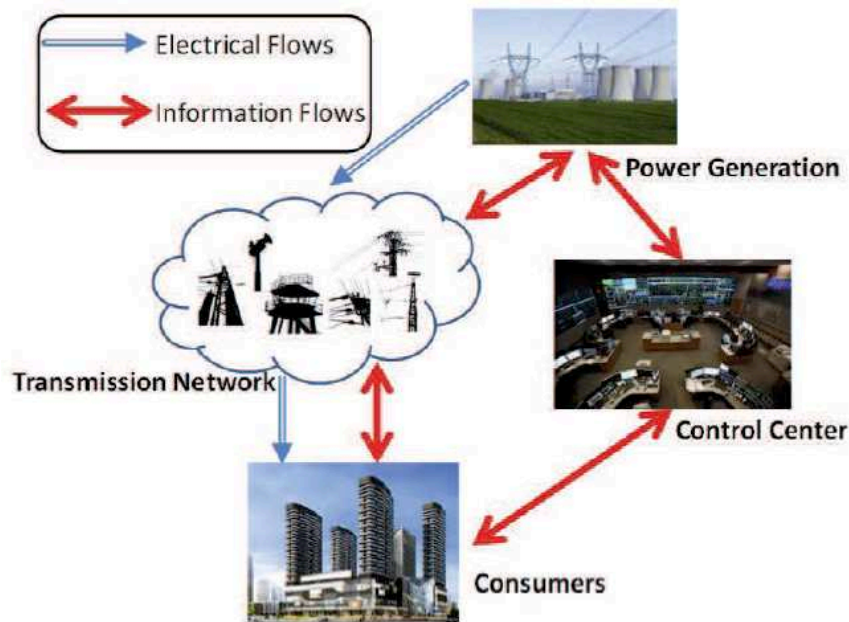 Electrical Flows
Information Flows
Power Generation
Transmission Network
Control Center
Consumers